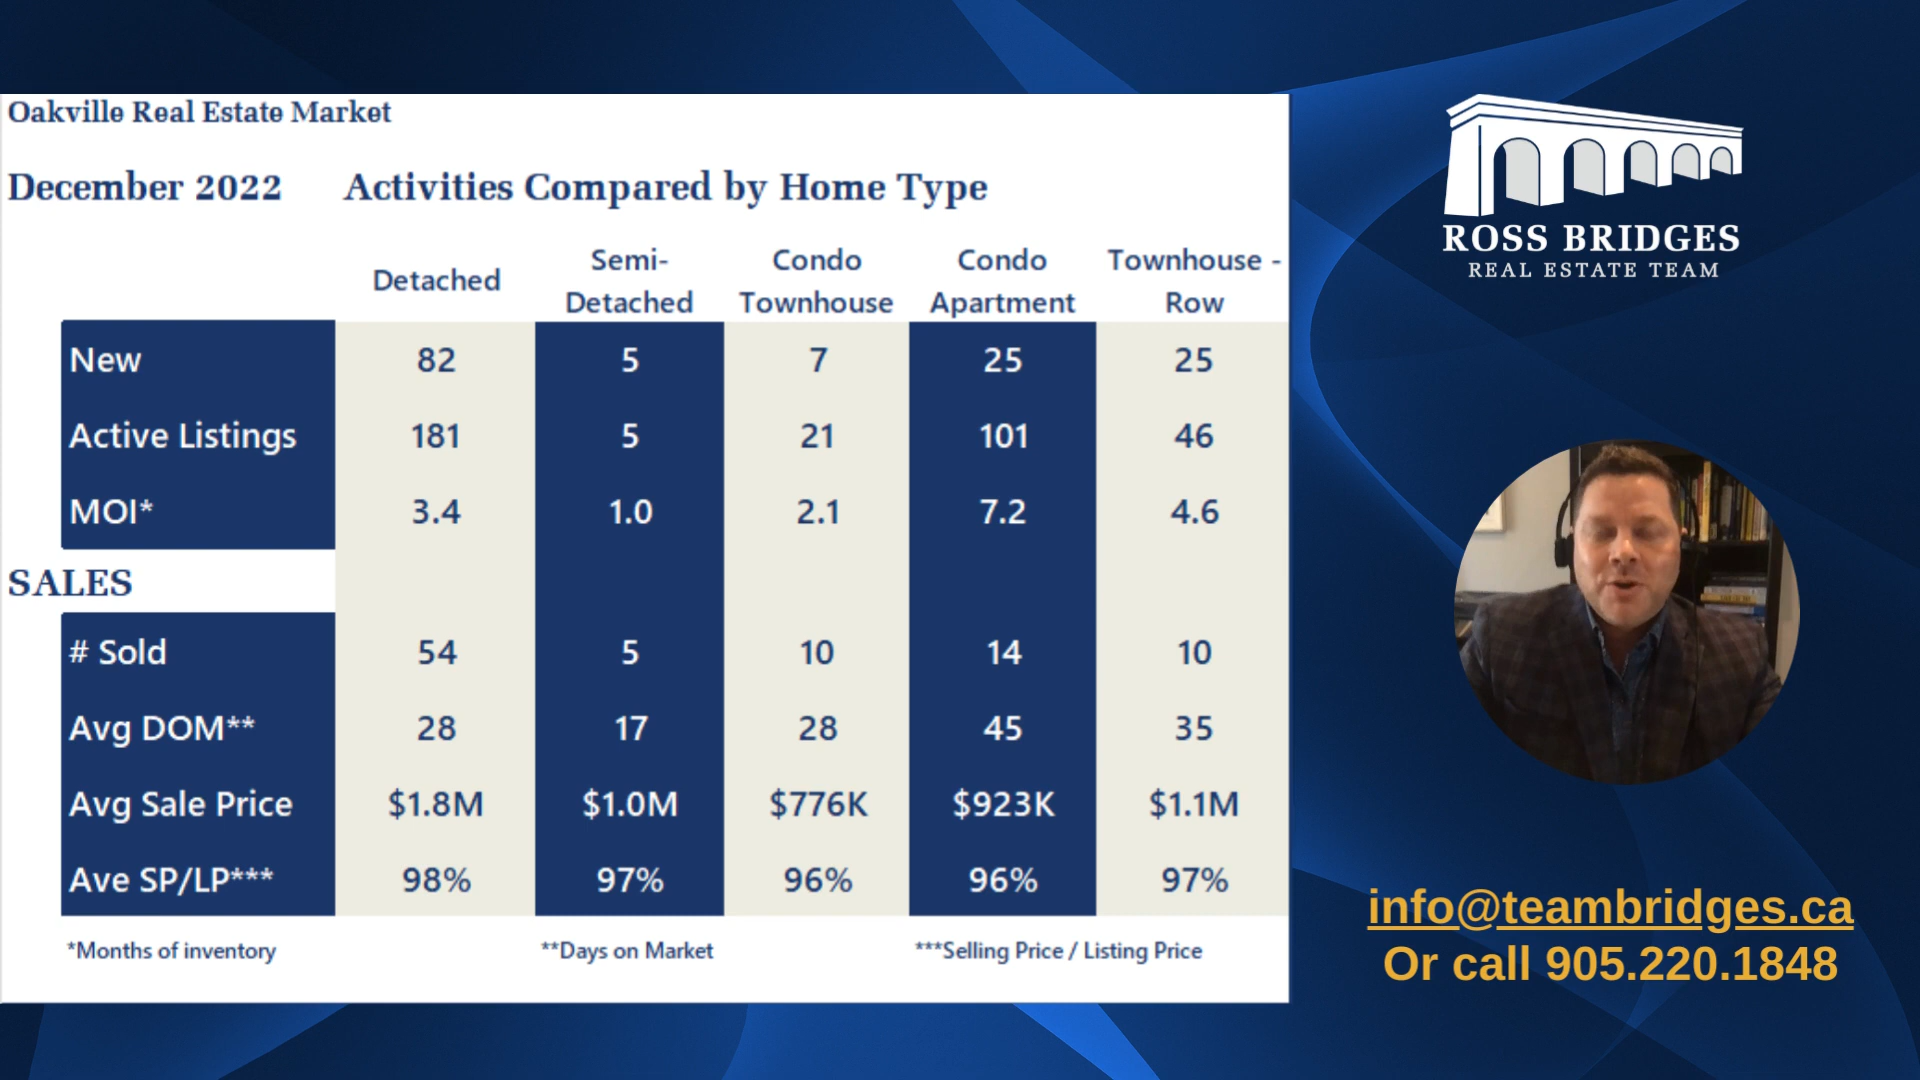 Oakville Real Estate Market
December 2022 Activities Compared by Home Type
Detached Semi-Detached Condo Townhouse Condo Apartment Townhouse - Row
New 82 5 7 25 25
Active Listings 181 5 21 101 46
MOI* 3.4 1.0 2.1 7.2 4.6
SALES
# Sold 54 5 10 14 10
Avg DOM** 28 17 28 45 35
Avg Sale Price $1.8M $1.0M $776K $923K $1.1M
Ave SP/LP*** 98% 97% 96% 96% 97%
*Months of inventory **Days on Market ***Selling Price / Listing Price
ROSS BRIDGES
REAL ESTATE TEAM
info@teambridges.ca
Or call 905.220.1848